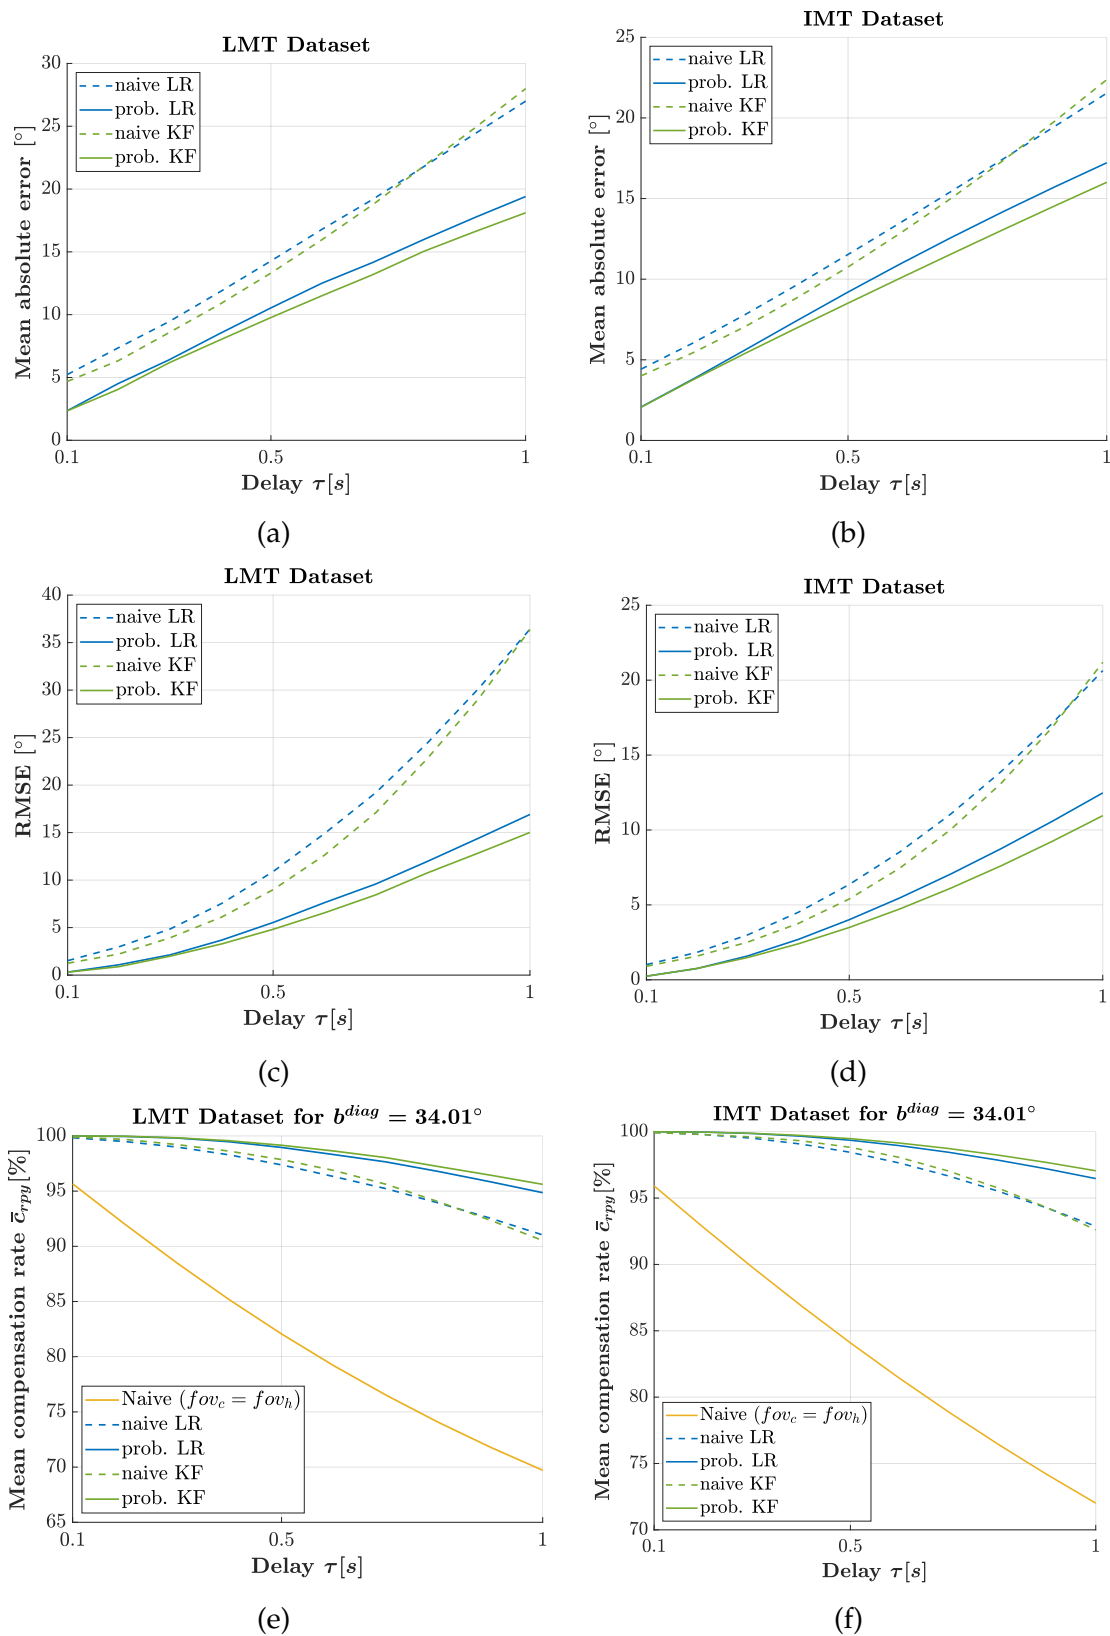 LMT Dataset
30
25
20
15
10
5
0
0.1
0.5
1
Mean absolute error [°]
Delay τ[s]
naive LR
prob. LR
naive KF
prob. KF
(a)
IMT Dataset
25
20
15
10
5
0
0.1
0.5
1
Mean absolute error [°]
Delay τ[s]
naive LR
prob. LR
naive KF
prob. KF
(b)
LMT Dataset
40
35
30
25
20
15
10
5
0
0.1
0.5
1
RMSE [°]
Delay τ[s]
naive LR
prob. LR
naive KF
prob. KF
(c)
IMT Dataset
25
20
15
10
5
0
0.1
0.5
1
RMSE [°]
Delay τ[s]
naive LR
prob. LR
naive KF
prob. KF
(d)
LMT Dataset for b^{diag} = 34.01°
100
95
90
85
80
75
70
65
0.1
0.5
1
Mean compensation rate c̄_{rpy}[%]
Delay τ[s]
Naive (fov_c = fov_h)
naive LR
prob. LR
naive KF
prob. KF
(e)
IMT Dataset for b^{diag} = 34.01°
100
95
90
85
80
75
70
0.1
0.5
1
Mean compensation rate c̄_{rpy}[%]
Delay τ[s]
Naive (fov_c = fov_h)
naive LR
prob. LR
naive KF
prob. KF
(f)